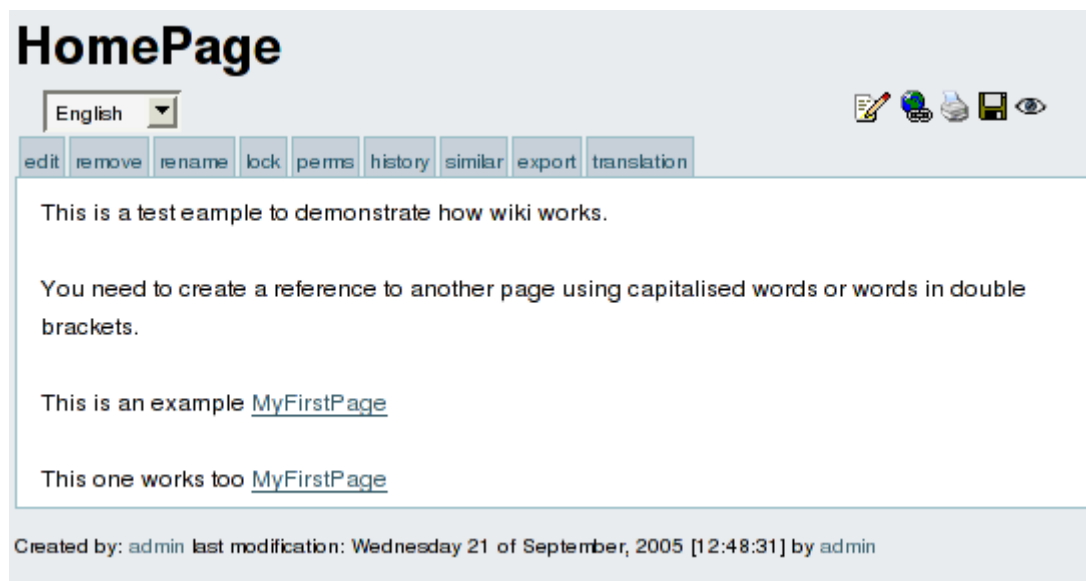 HomePage
English
edit remove rename lock perms history similar export translation
This is a test eample to demonstrate how wiki works.
You need to create a reference to another page using capitalised words or words in double
brackets.
This is an example MyFirstPage
This one works too MyFirstPage
Created by: admin last modification: Wednesday 21 of September, 2005 [12:48:31] by admin